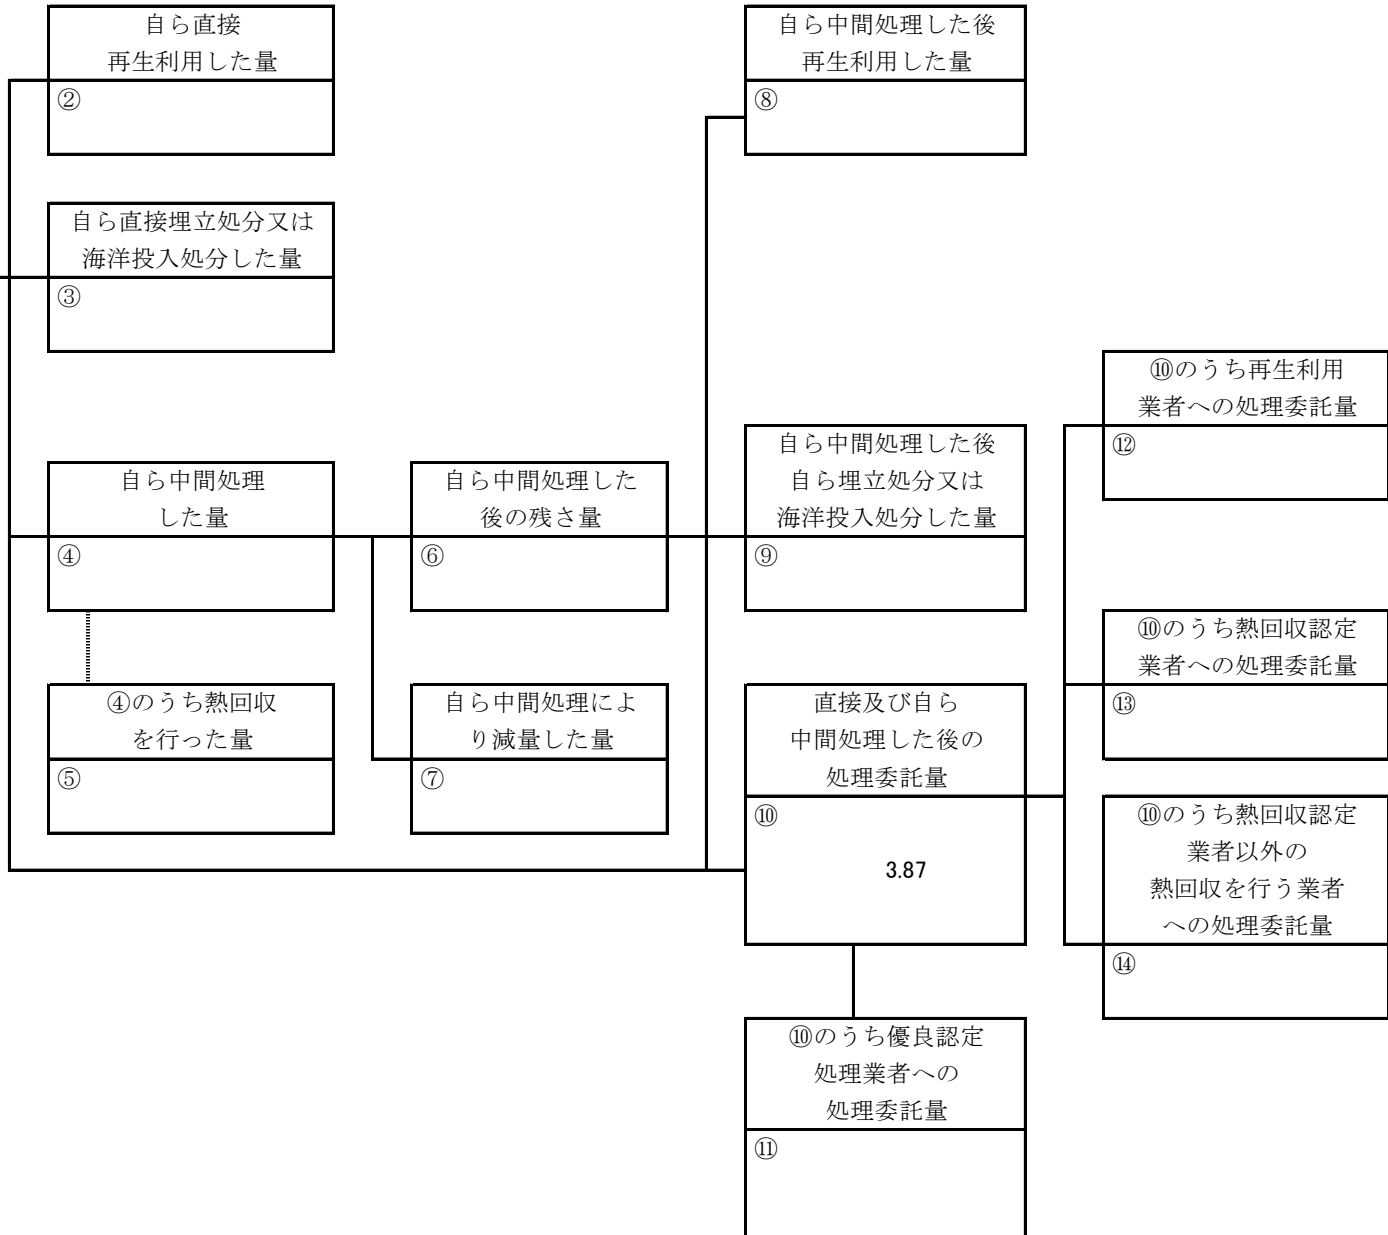 自ら直接
再生利用した量
②
自ら中間処理した後
再生利用した量
⑧
自ら直接埋立処分又は
海洋投入処分した量
③
⑩のうち再生利用
業者への処理委託量
⑫
自ら中間処理
した量
④
自ら中間処理した
後の残さ量
⑥
自ら中間処理した後
自ら埋立処分又は
海洋投入処分した量
⑨
⑩のうち熱回収認定
業者への処理委託量
⑬
④のうち熱回収
を行った量
⑤
自ら中間処理によ
り減量した量
⑦
直接及び自ら
中間処理した後の
処理委託量
⑩
3.87
⑩のうち熱回収認定
業者以外の
熱回収を行う業者
への処理委託量
⑭
⑩のうち優良認定
処理業者への
処理委託量
⑪